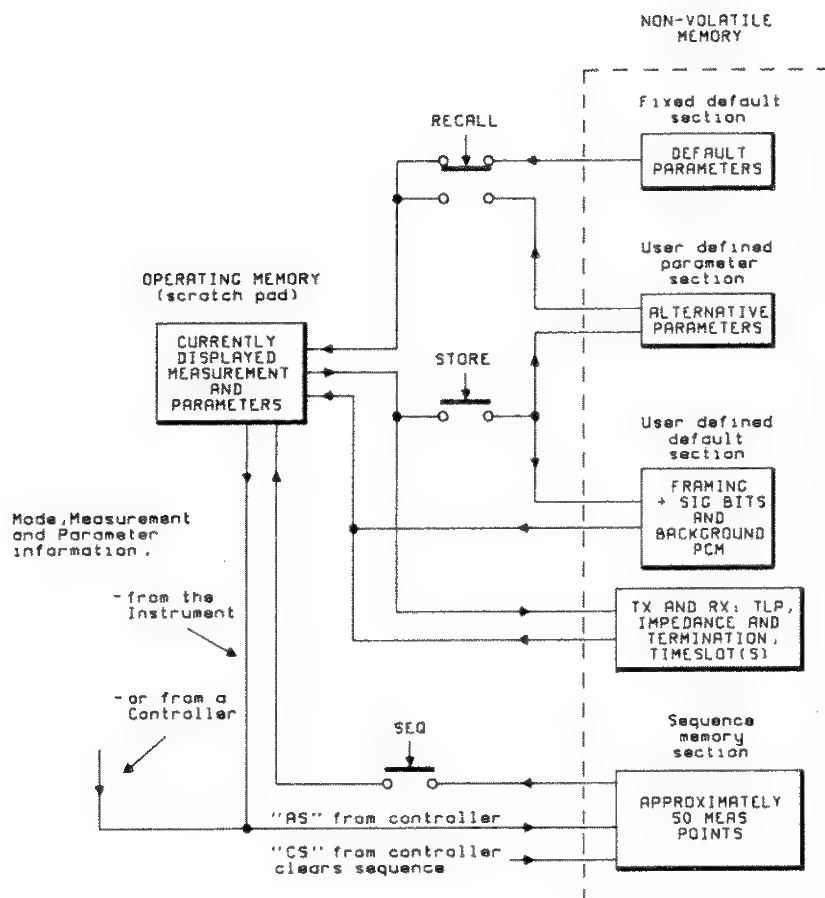 NON-VOLATILE
MEMORY
Fixed default
section
RECALL
DEFAULT
PARAMETERS
User defined
parameter
section
OPERATING MEMORY
(scratch pad)
ALTERNATIVE
PARAMETERS
CURRENTLY
DISPLAYED
MEASUREMENT
AND
PARAMETERS
STORE
User defined
default
section
FRAMING
+ SIG BITS
AND
BACKGROUND
PCM
Mode,Measurement
and Parameter
information.
-from the
Instrument
TX AND RX: TLP,
IMPEDANCE AND
TERMINATION,
TIMESLOT(S)
-or from a
Controller
SEQ
Sequence
memory
section
APPROXIMATELY
50 MEAS
POINTS
"AS" from controller
"CS" from controller
clears sequence